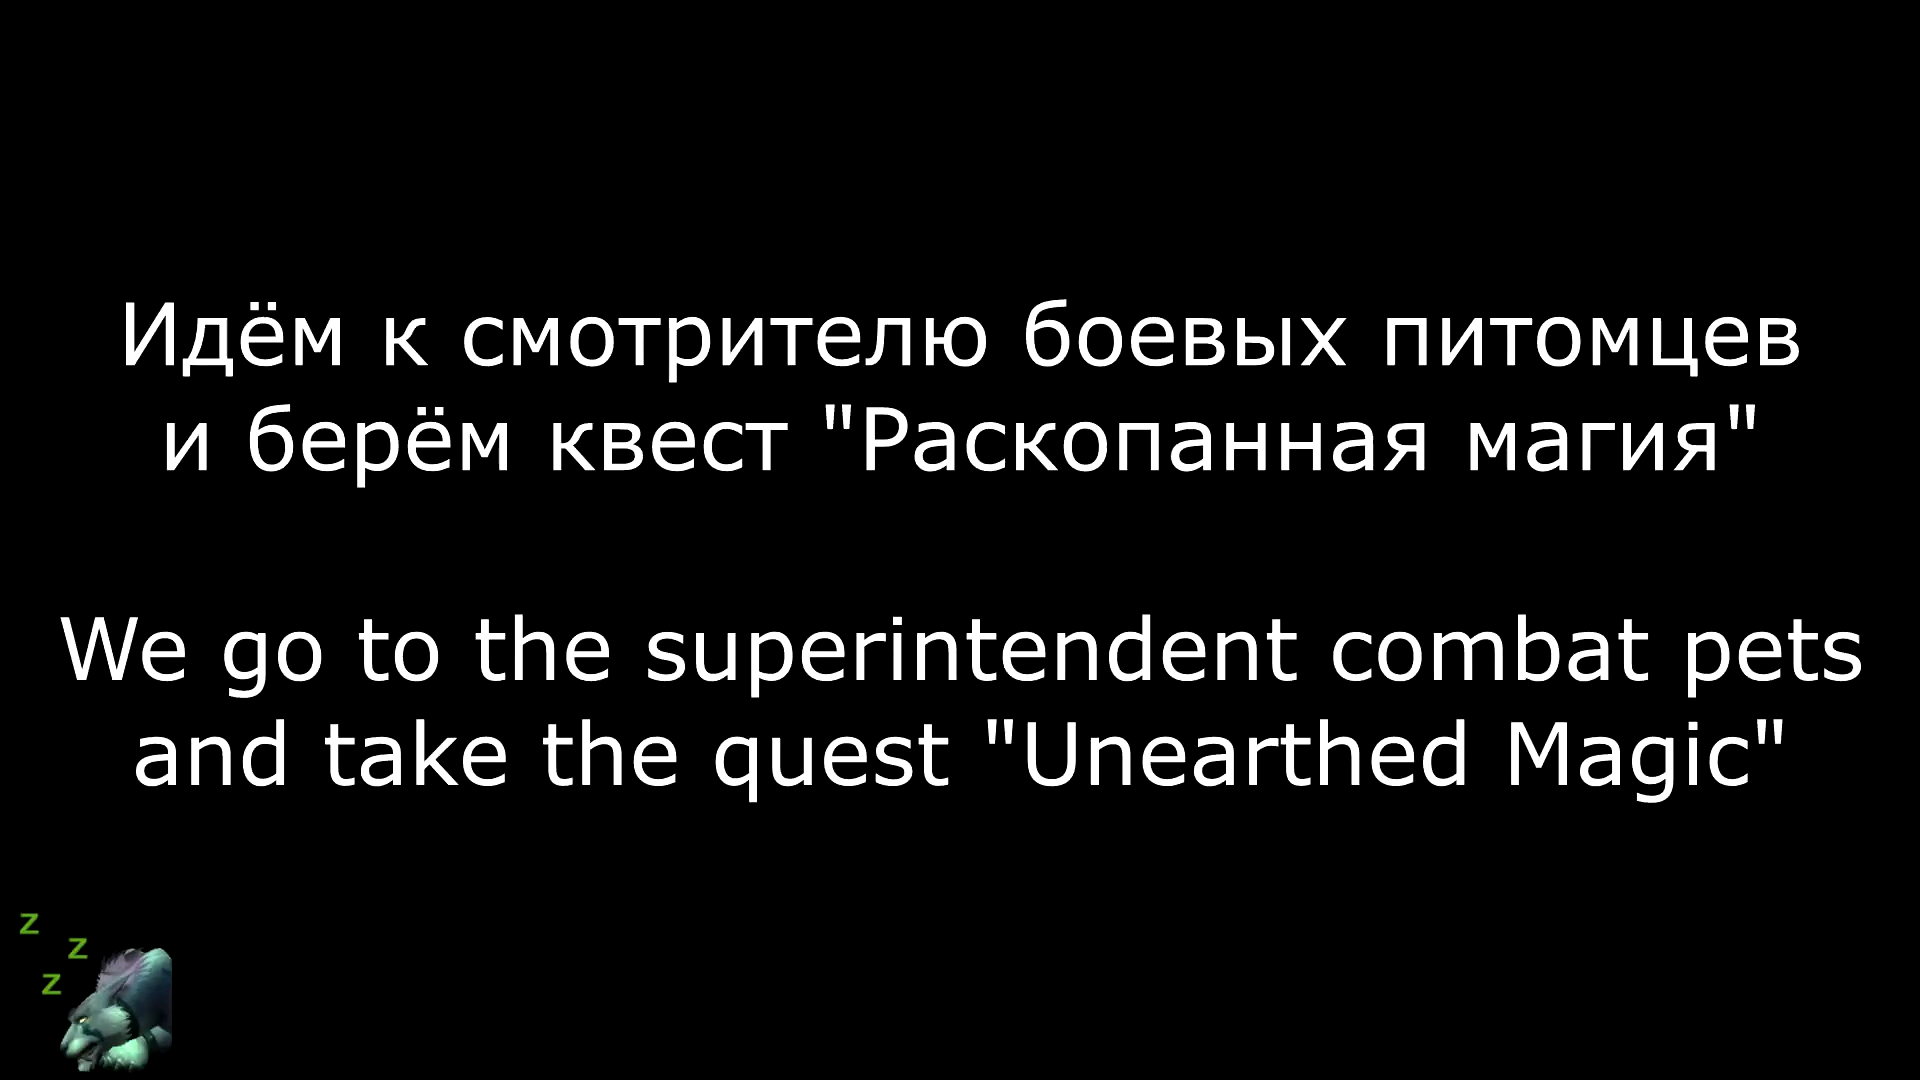 Идём к смотрителю боевых питомцев
и берём квест "Раскопанная магия"
We go to the superintendent combat pets
and take the quest "Unearthed Magic"
z
z
z